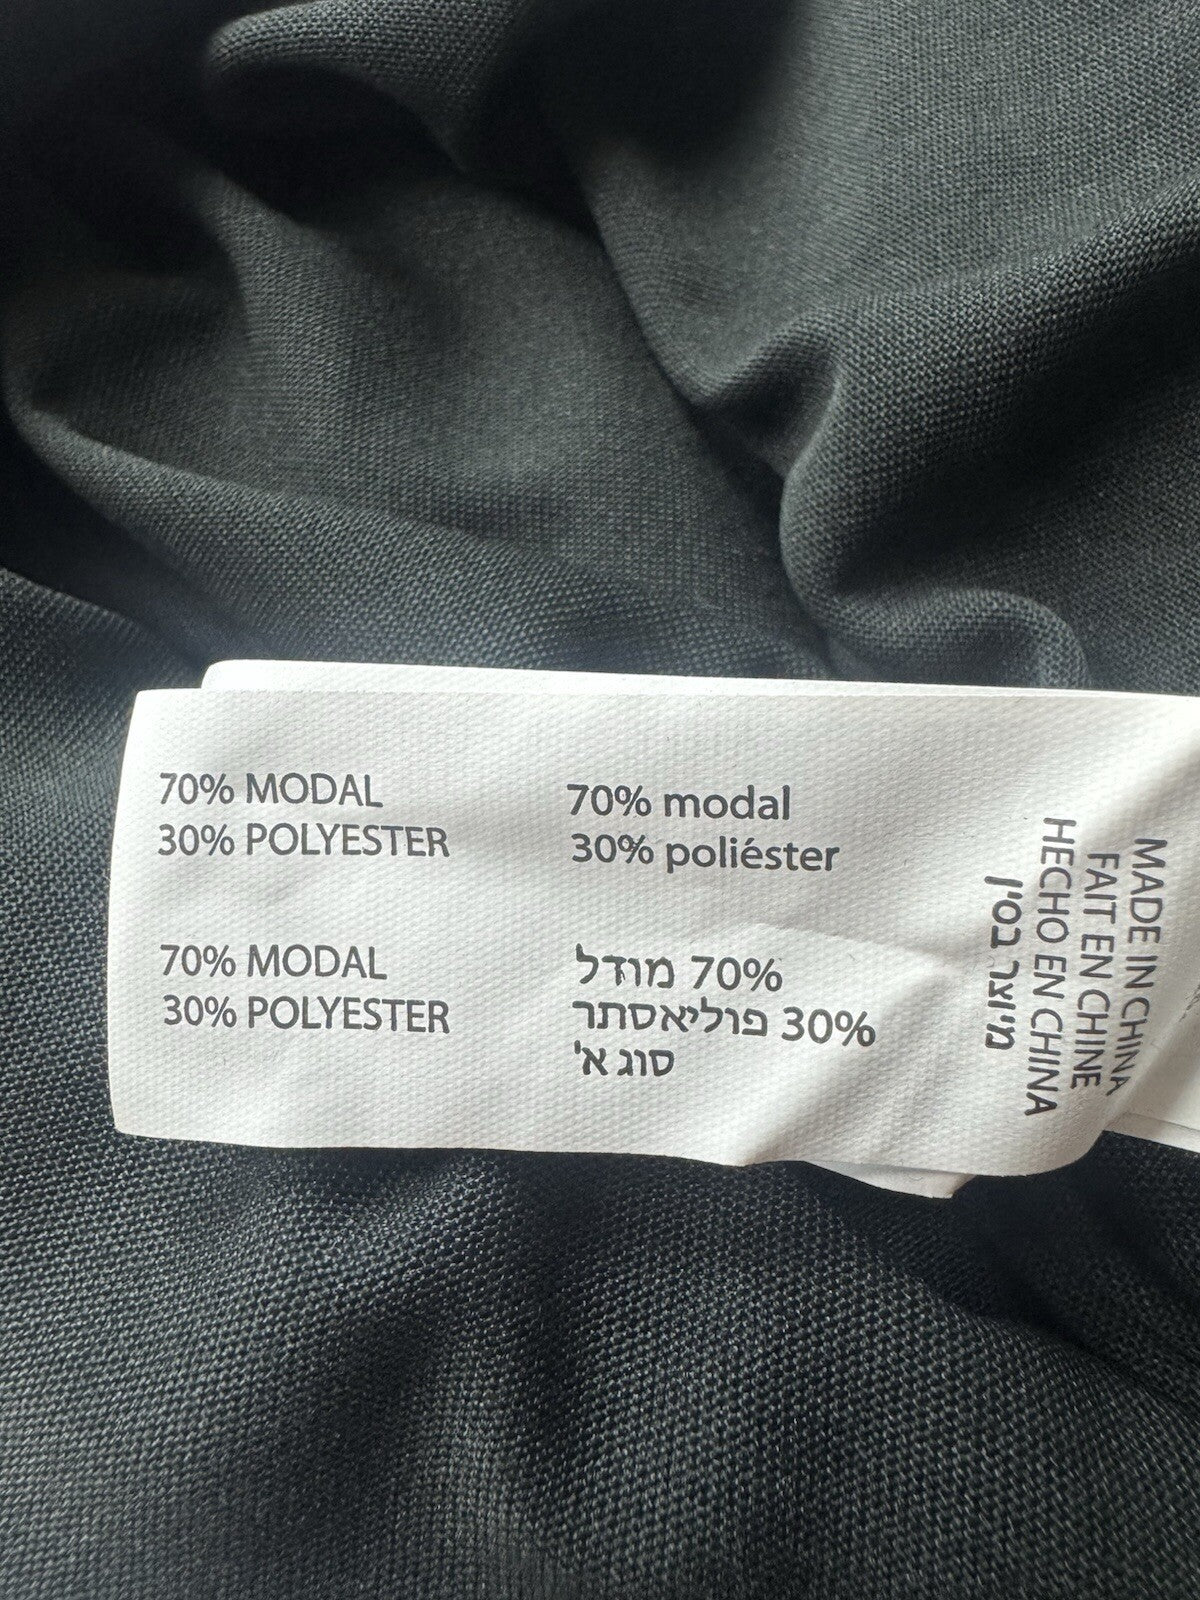 70% MODAL
30% POLYESTER
70% modal
30% poliéster
70% MODAL
30% POLYESTER
70% מודל
30% פוליאסתר
סוג א'
MADE IN CHINA
FAIT EN CHINE
HECHO EN CHINA
מיוצר בסין